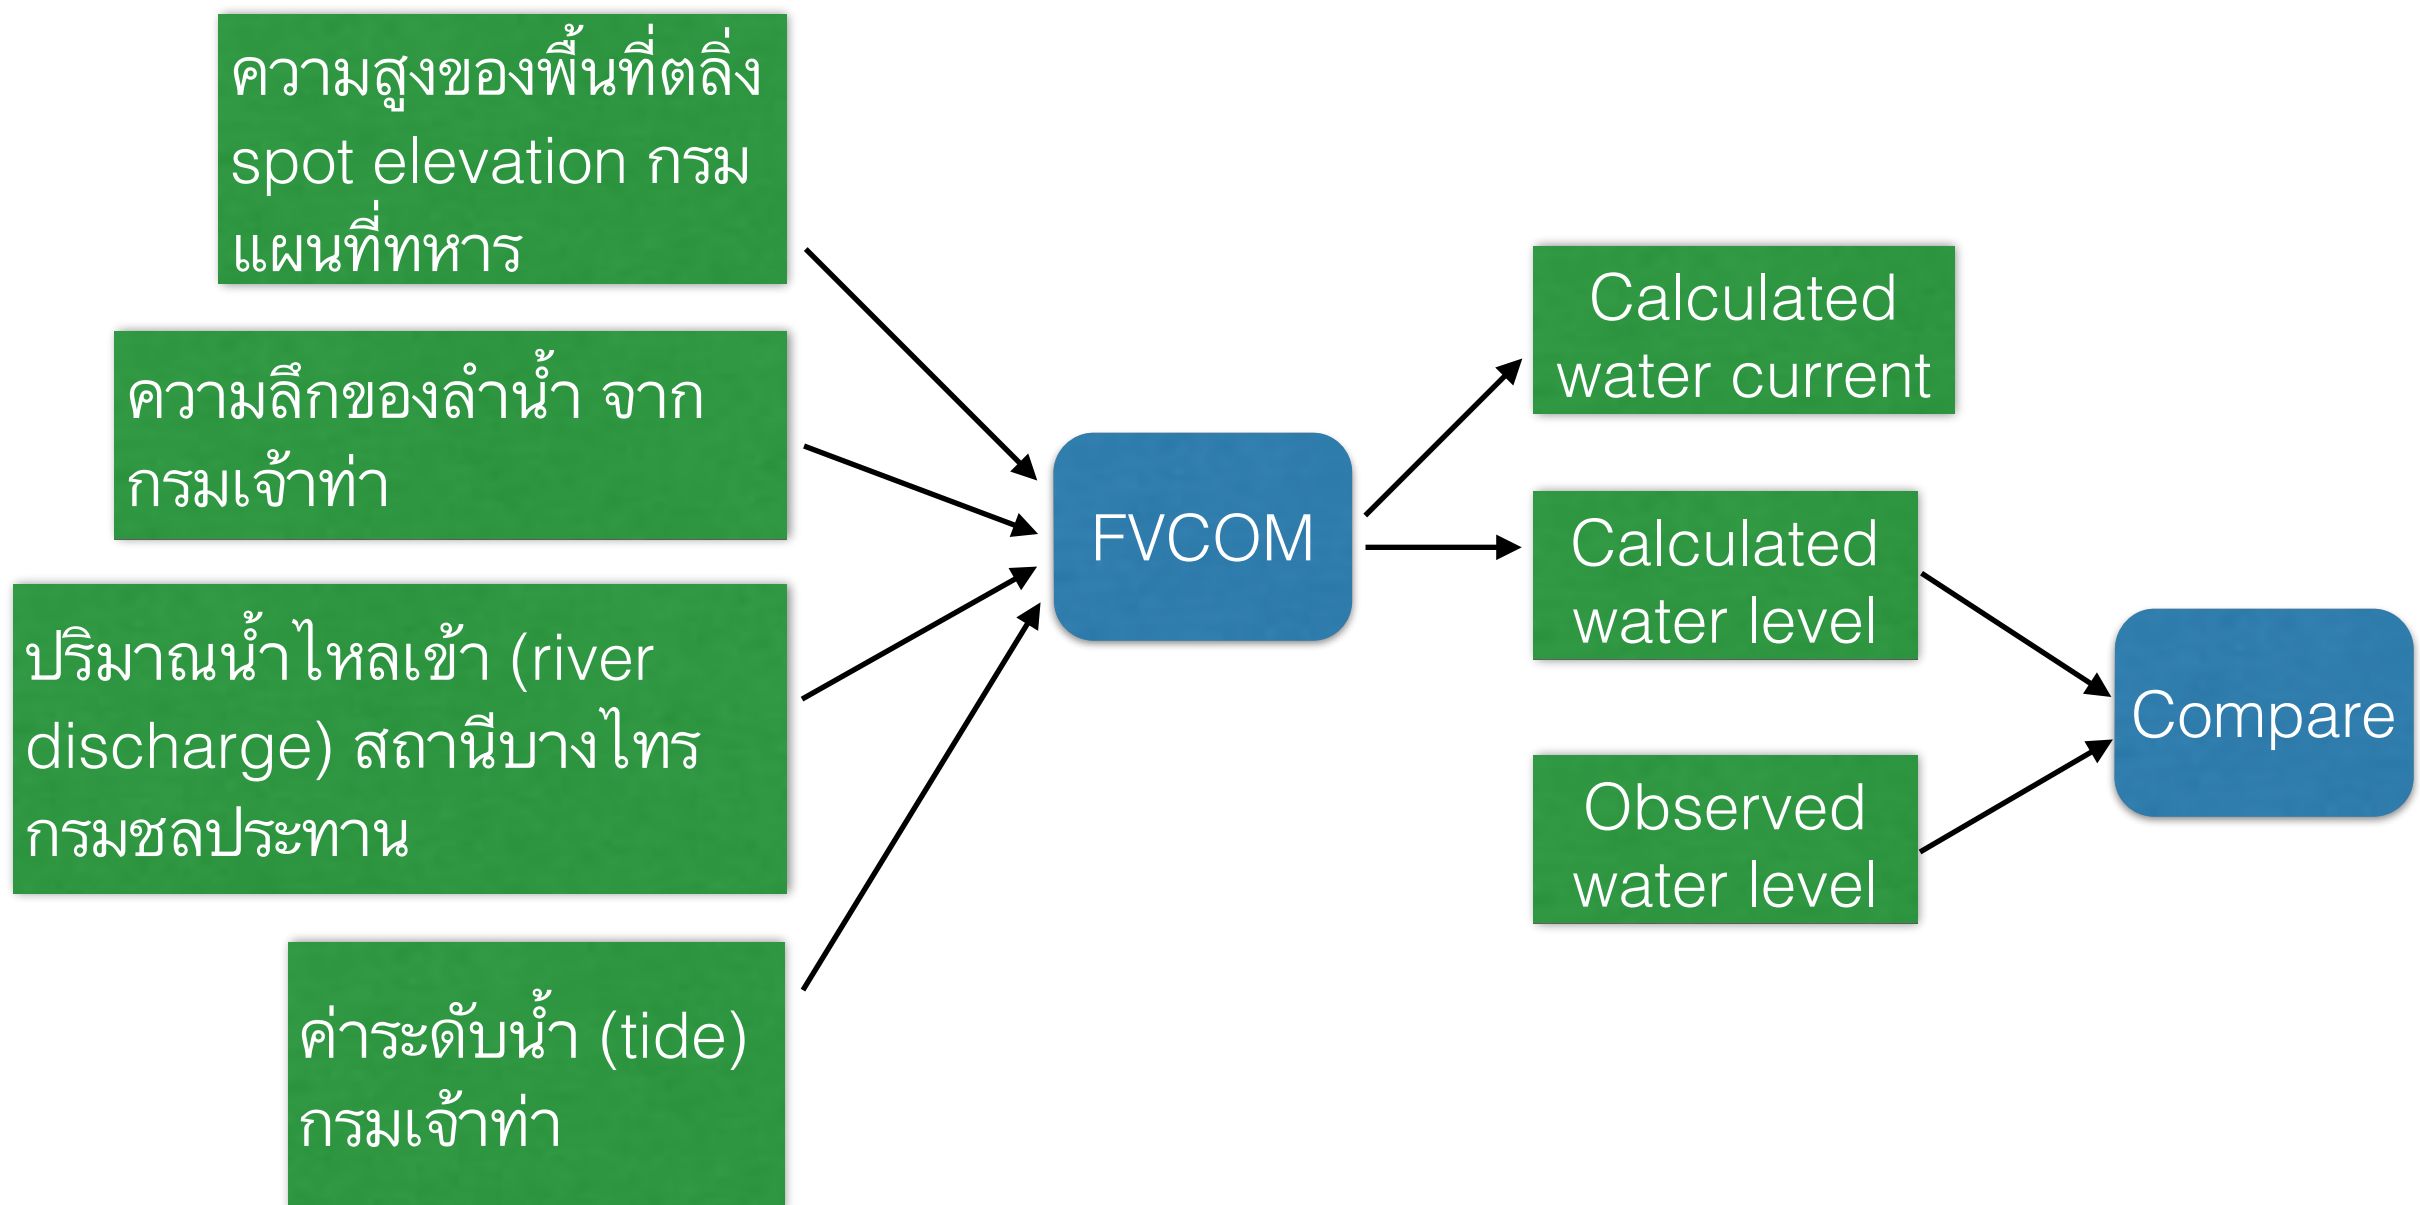 ความสูงของพื้นที่ตลิ่ง
spot elevation กรม
แผนที่ทหาร
ความลึกของลำน้ำ จาก
กรมเจ้าท่า
ปริมาณน้ำไหลเข้า (river
discharge) สถานีบางไทร
กรมชลประทาน
ค่าระดับน้ำ (tide)
กรมเจ้าท่า
FVCOM
Calculated
water current
Calculated
water level
Observed
water level
Compare